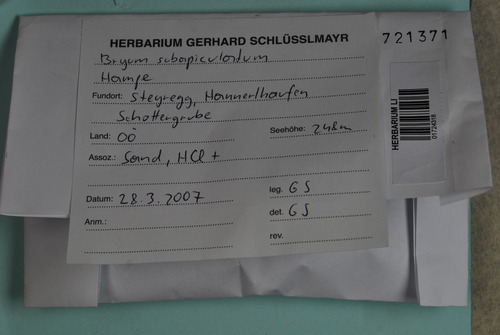 HERBARIUM GERHARD SCHLÜSSLMAYR
Bryum subapiculatum
Hampe
Fundort: Steyregg,
Schottergrube
Land: OÖ Seehöhe: 248m
Assoz.: Sand, HCl +
Datum: 28.3.2007 leg. GS
det. GS
Anm.: rev.
721371
HERBARIUM LI